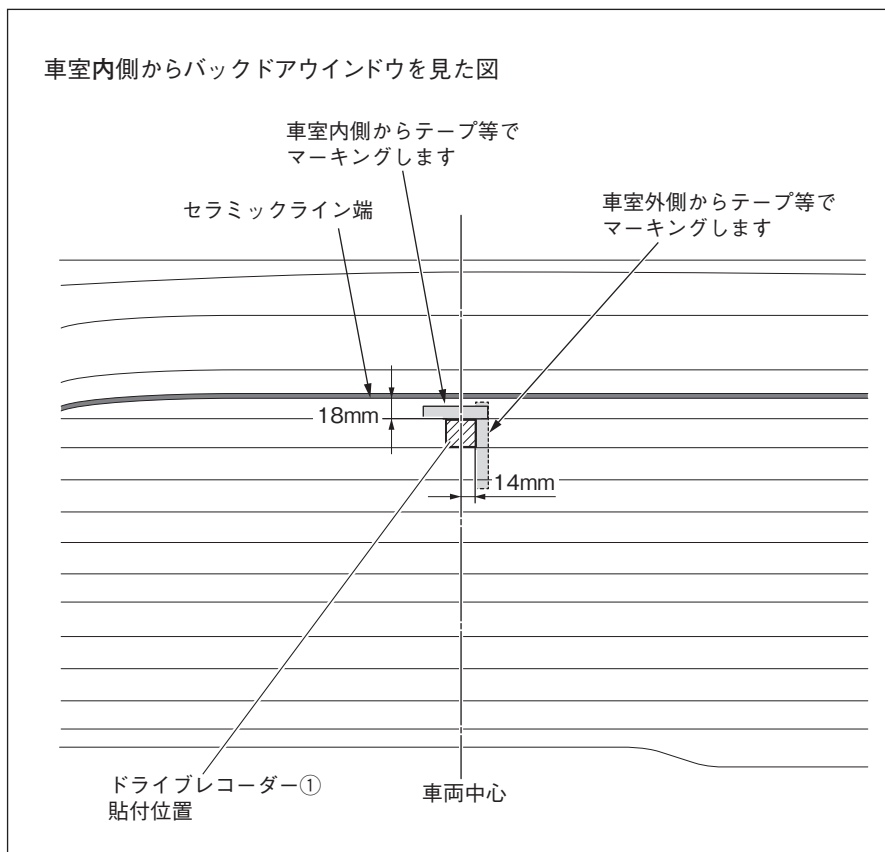 車室内側からバックドアウインドウを見た図
車室内側からテープ等で
マーキングします
セラミックライン端
車室外側からテープ等で
マーキングします
18mm
14mm
ドライブレコーダー①
貼付位置
車両中心